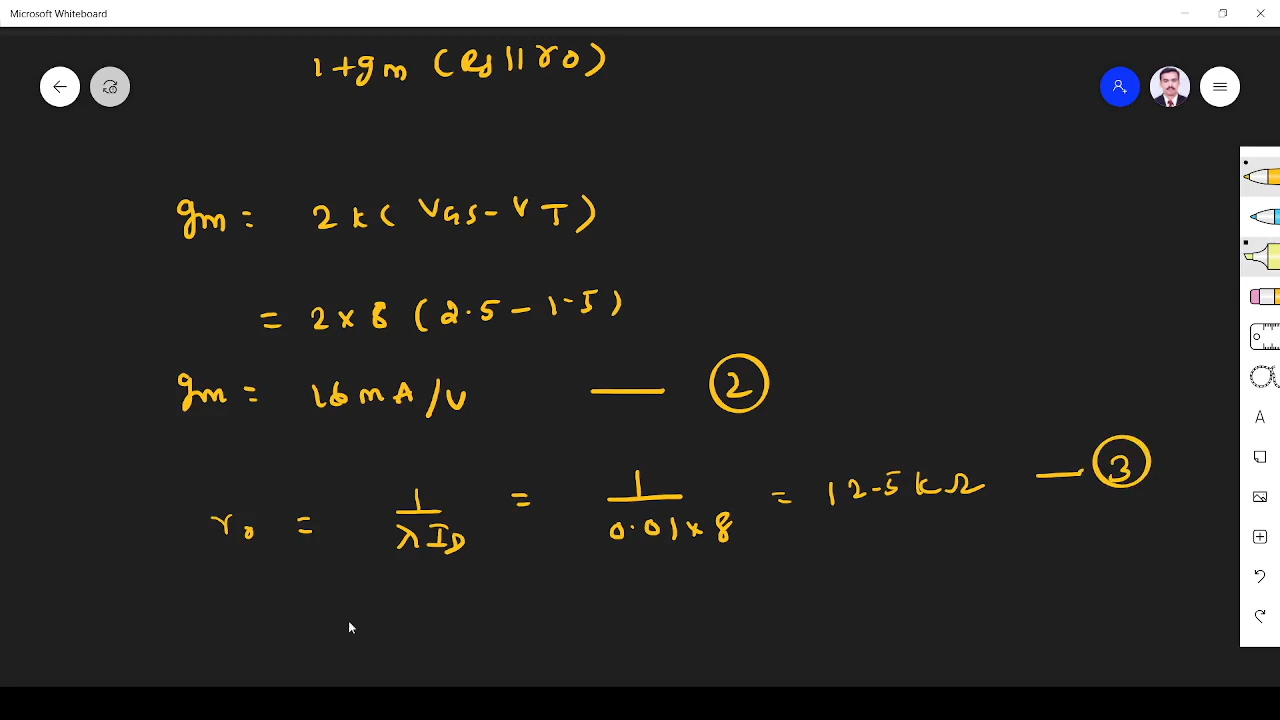 Microsoft Whiteboard
1 + gm (Rs || ro)
gm = 2K (VGS - VT)
= 2 x 8 (2.5 - 1.5)
gm = 16 mA/V — 2
ro = 1/λID = 1/0.01 x 8 = 12.5 kΩ — 3
A